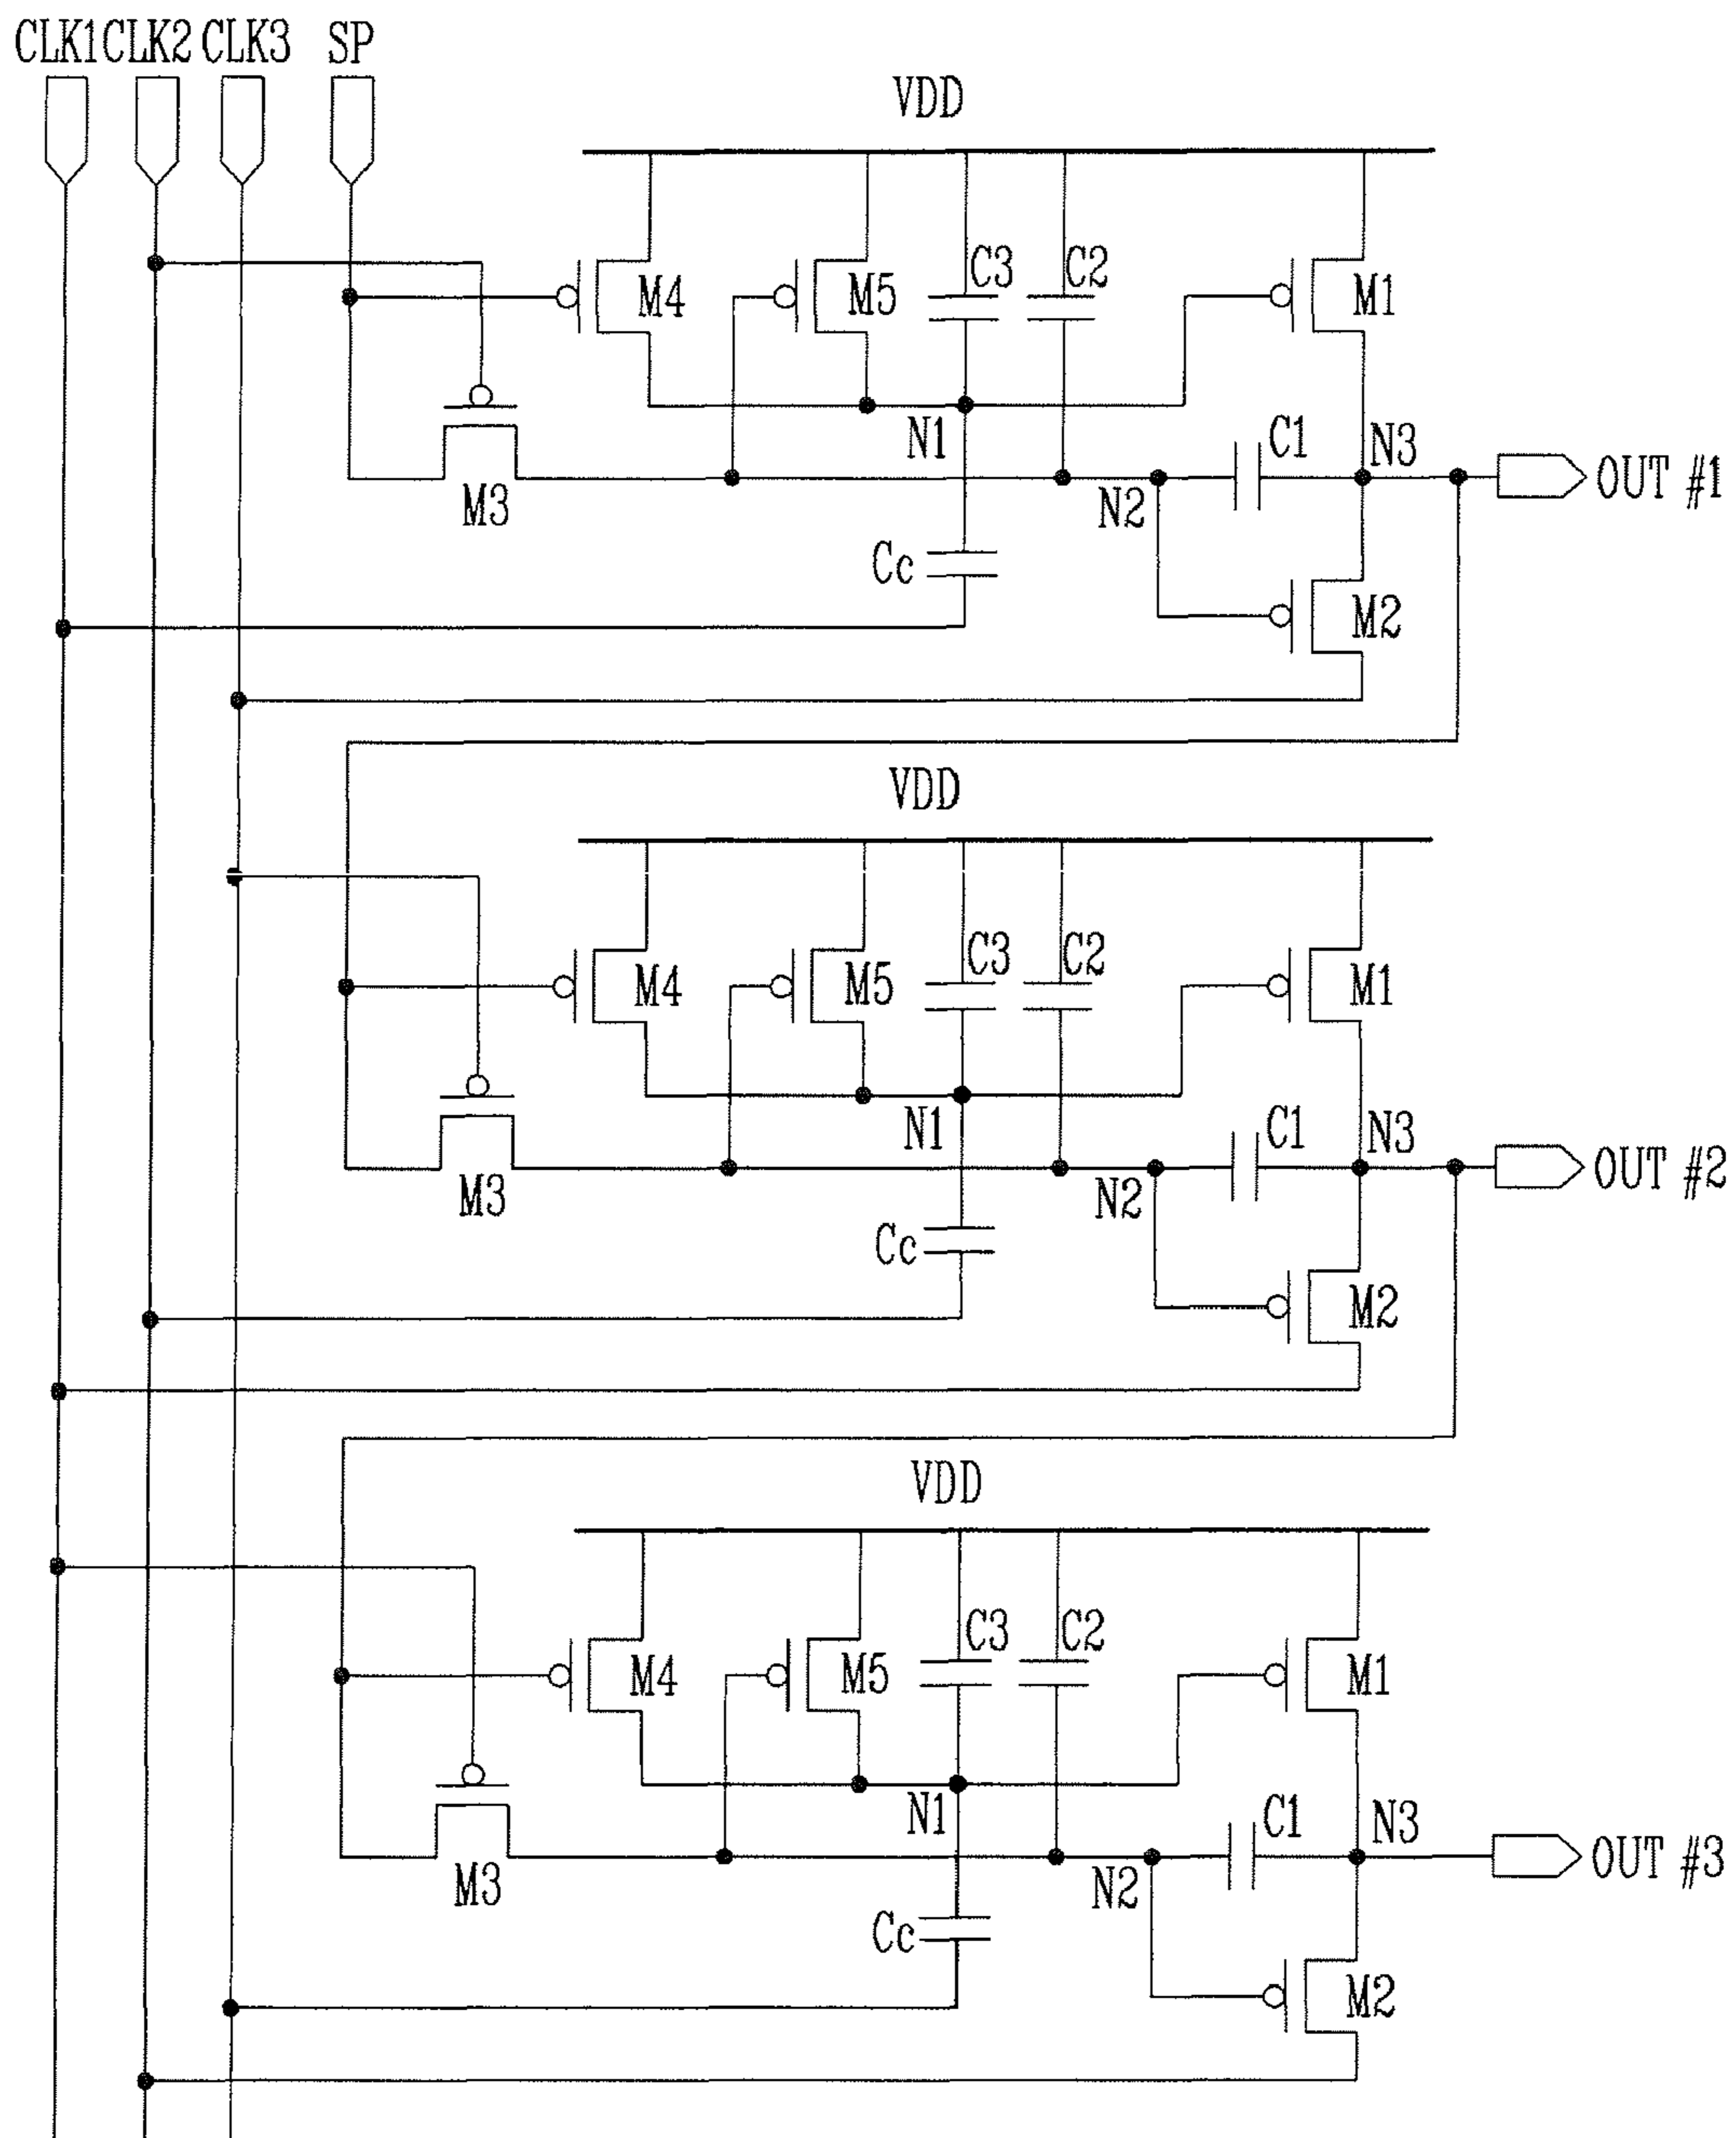 CLK1 CLK2 CLK3 SP
VDD
M4 M5 C3 C2 M1
N1 C1 N3
M3 N2 OUT #1
Cc M2
VDD
M4 M5 C3 C2 M1
N1 C1 N3
M3 N2 OUT #2
Cc M2
VDD
M4 M5 C3 C2 M1
N1 C1 N3
M3 N2 OUT #3
Cc M2